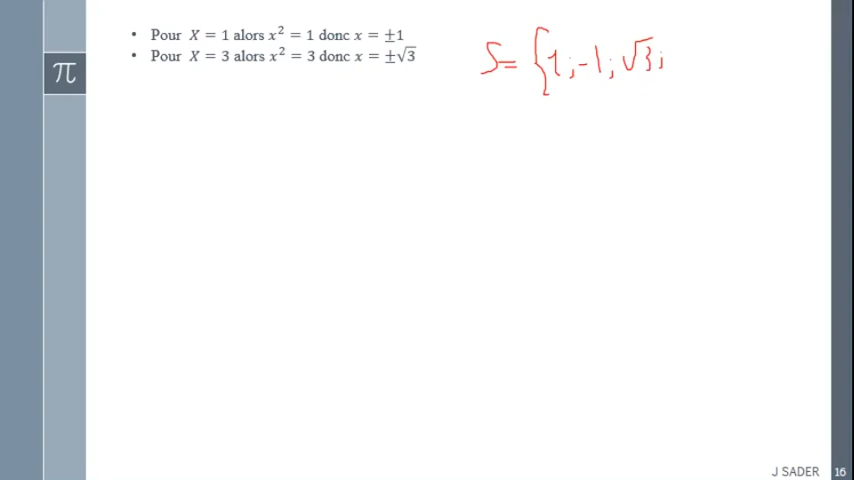 • Pour X = 1 alors x² = 1 donc x = ±1
• Pour X = 3 alors x² = 3 donc x = ±√3
S = {1 ; -1 ; √3 ;
π
J SADER 16